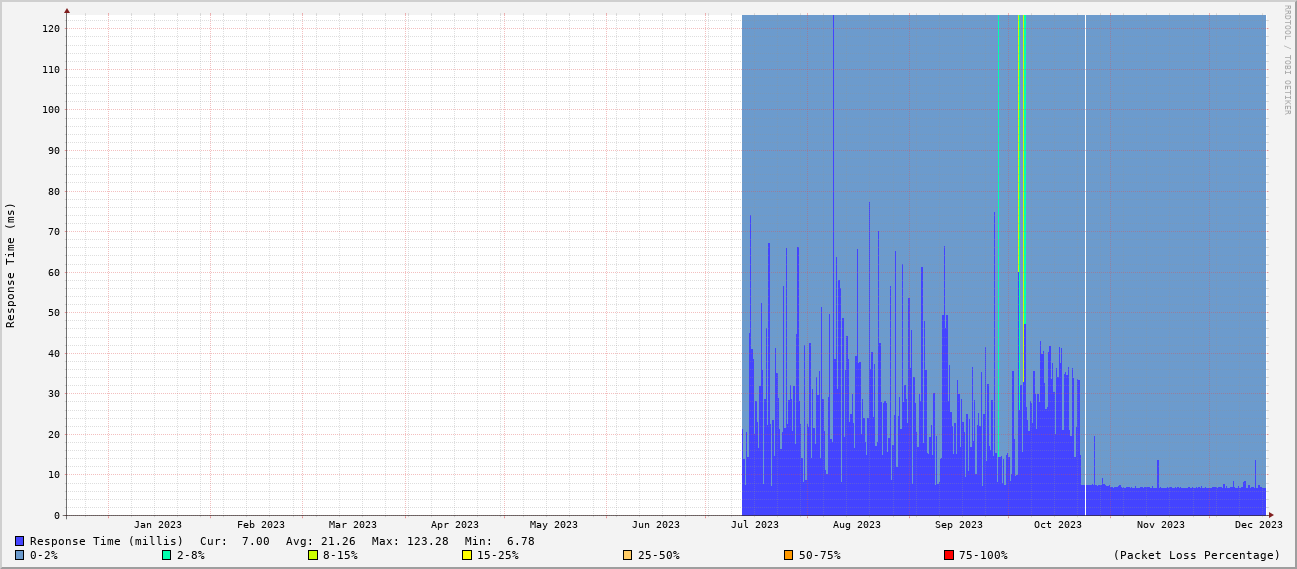 RRDTOOL / TOBI OETIKER
Response Time (ms)
120
110
100
90
80
70
60
50
40
30
20
10
0
Jan 2023 Feb 2023 Mar 2023 Apr 2023 May 2023 Jun 2023 Jul 2023 Aug 2023 Sep 2023 Oct 2023 Nov 2023 Dec 2023
Response Time (millis) Cur: 7.00 Avg: 21.26 Max: 123.28 Min: 6.78
0-2% 2-8% 8-15% 15-25% 25-50% 50-75% 75-100% (Packet Loss Percentage)